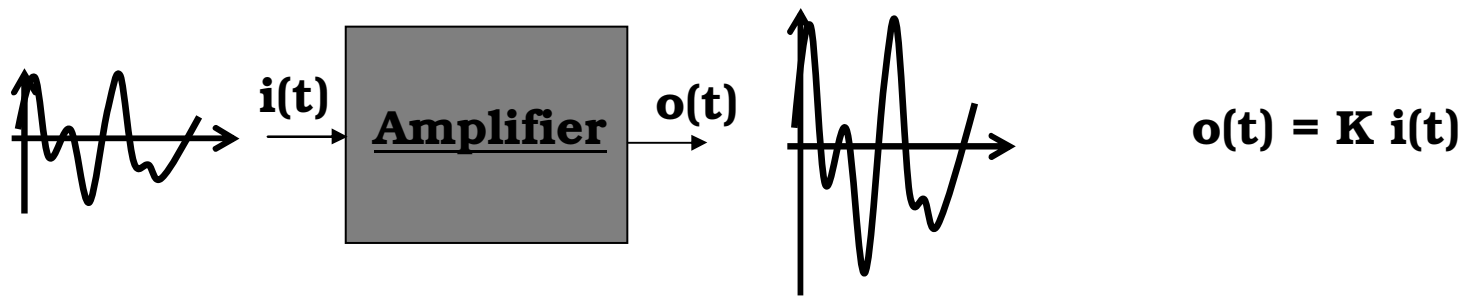 i(t)
Amplifier
o(t)
o(t) = K i(t)